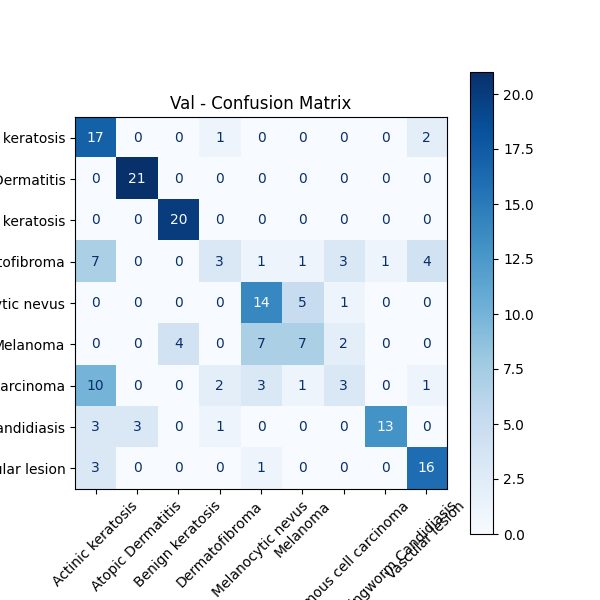 Val - Confusion Matrix
keratosis 17 0 0 1 0 0 0 0 2
Dermatitis 0 21 0 0 0 0 0 0 0
keratosis 0 0 20 0 0 0 0 0 0
tofibroma 7 0 0 3 1 1 3 1 4
tic nevus 0 0 0 0 14 5 1 0 0
Melanoma 0 0 4 0 7 7 2 0 0
arcinoma 10 0 0 2 3 1 3 0 1
andidiasis 3 3 0 1 0 0 0 13 0
ular lesion 3 0 0 0 1 0 0 0 16
Actinic keratosis
Atopic Dermatitis
Benign keratosis
Dermatofibroma
Melanocytic nevus
Melanoma
mous cell carcinoma
ngworm Candidiasis
Vascular lesion
20.0
17.5
15.0
12.5
10.0
7.5
5.0
2.5
0.0